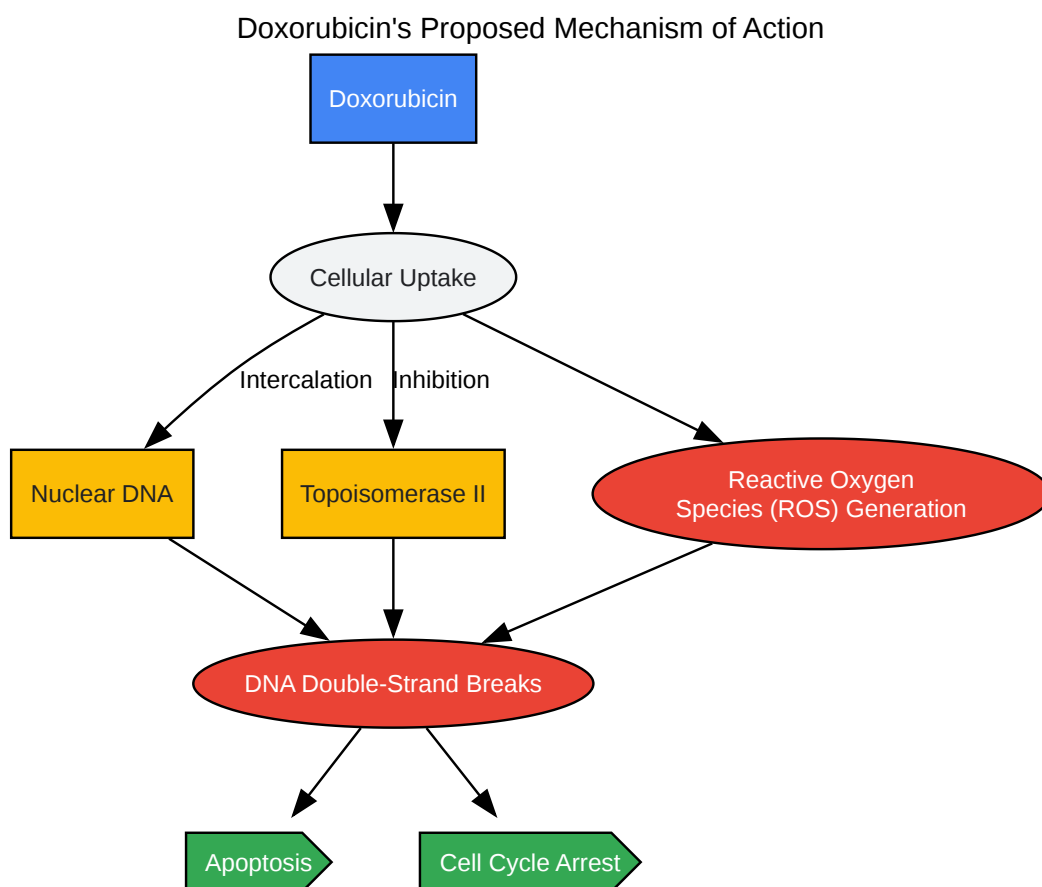 Doxorubicin's Proposed Mechanism of Action
Doxorubicin
Cellular Uptake
Intercalation
Inhibition
Nuclear DNA
Topoisomerase II
Reactive Oxygen
Species (ROS) Generation
DNA Double-Strand Breaks
Apoptosis
Cell Cycle Arrest